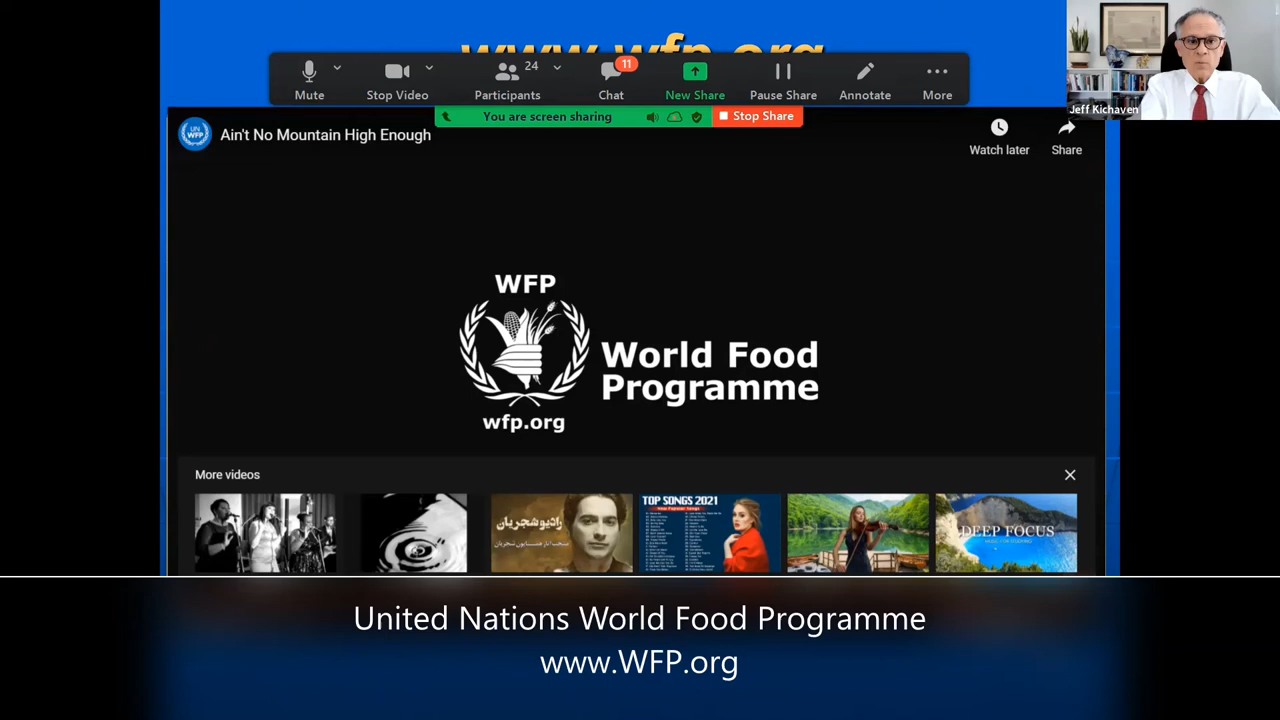 www.wfp.org
Mute
Stop Video
24
Participants
11
Chat
New Share
Pause Share
Annotate
More
You are screen sharing
Stop Share
Jeff Kichaven
UN
WFP
Ain't No Mountain High Enough
Watch later
Share
WFP
World Food
Programme
wfp.org
More videos
رادیو شجریان
TOP SONGS 2021
DEEP FOCUS
United Nations World Food Programme
www.WFP.org